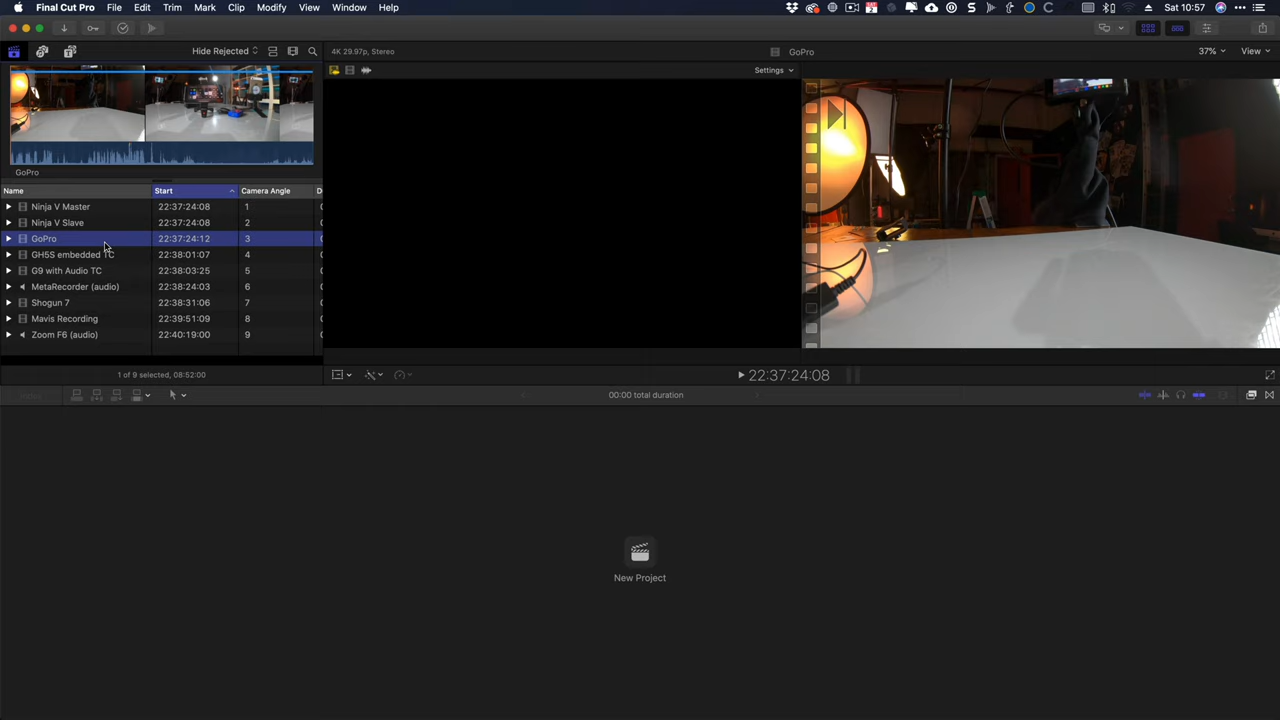 Final Cut Pro File Edit Trim Mark Clip Modify View Window Help Sat 2 Nov 10:57
Hide Rejected 4K 29.97p, Stereo GoPro 37% View
Settings
GoPro
Name Start Camera Angle D
Ninja V Master 22:37:24:08 1
Ninja V Slave 22:37:24:08 2
GoPro 22:37:24:12 3
GH5S embedded TC 22:38:01:07 4
G9 with Audio TC 22:38:03:25 5
MetaRecorder (audio) 22:38:24:03 6
Shogun 7 22:38:31:06 7
Mavis Recording 22:39:51:09 8
Zoom F6 (audio) 22:40:19:00 9
1 of 9 selected, 08:52:00 22:37:24:08
Index 00:00 total duration
New Project